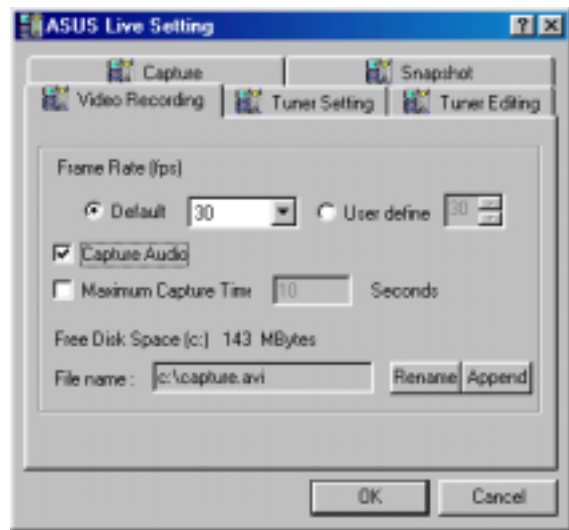 ASUS Live Setting
Capture Snapshot
Video Recording Tuner Setting Tuner Editing
Frame Rate (fps)
Default 30 User define 30
Capture Audio
Maximum Capture Time 10 Seconds
Free Disk Space (c:) 143 MBytes
File name : c:\capture.avi Rename Append
OK Cancel